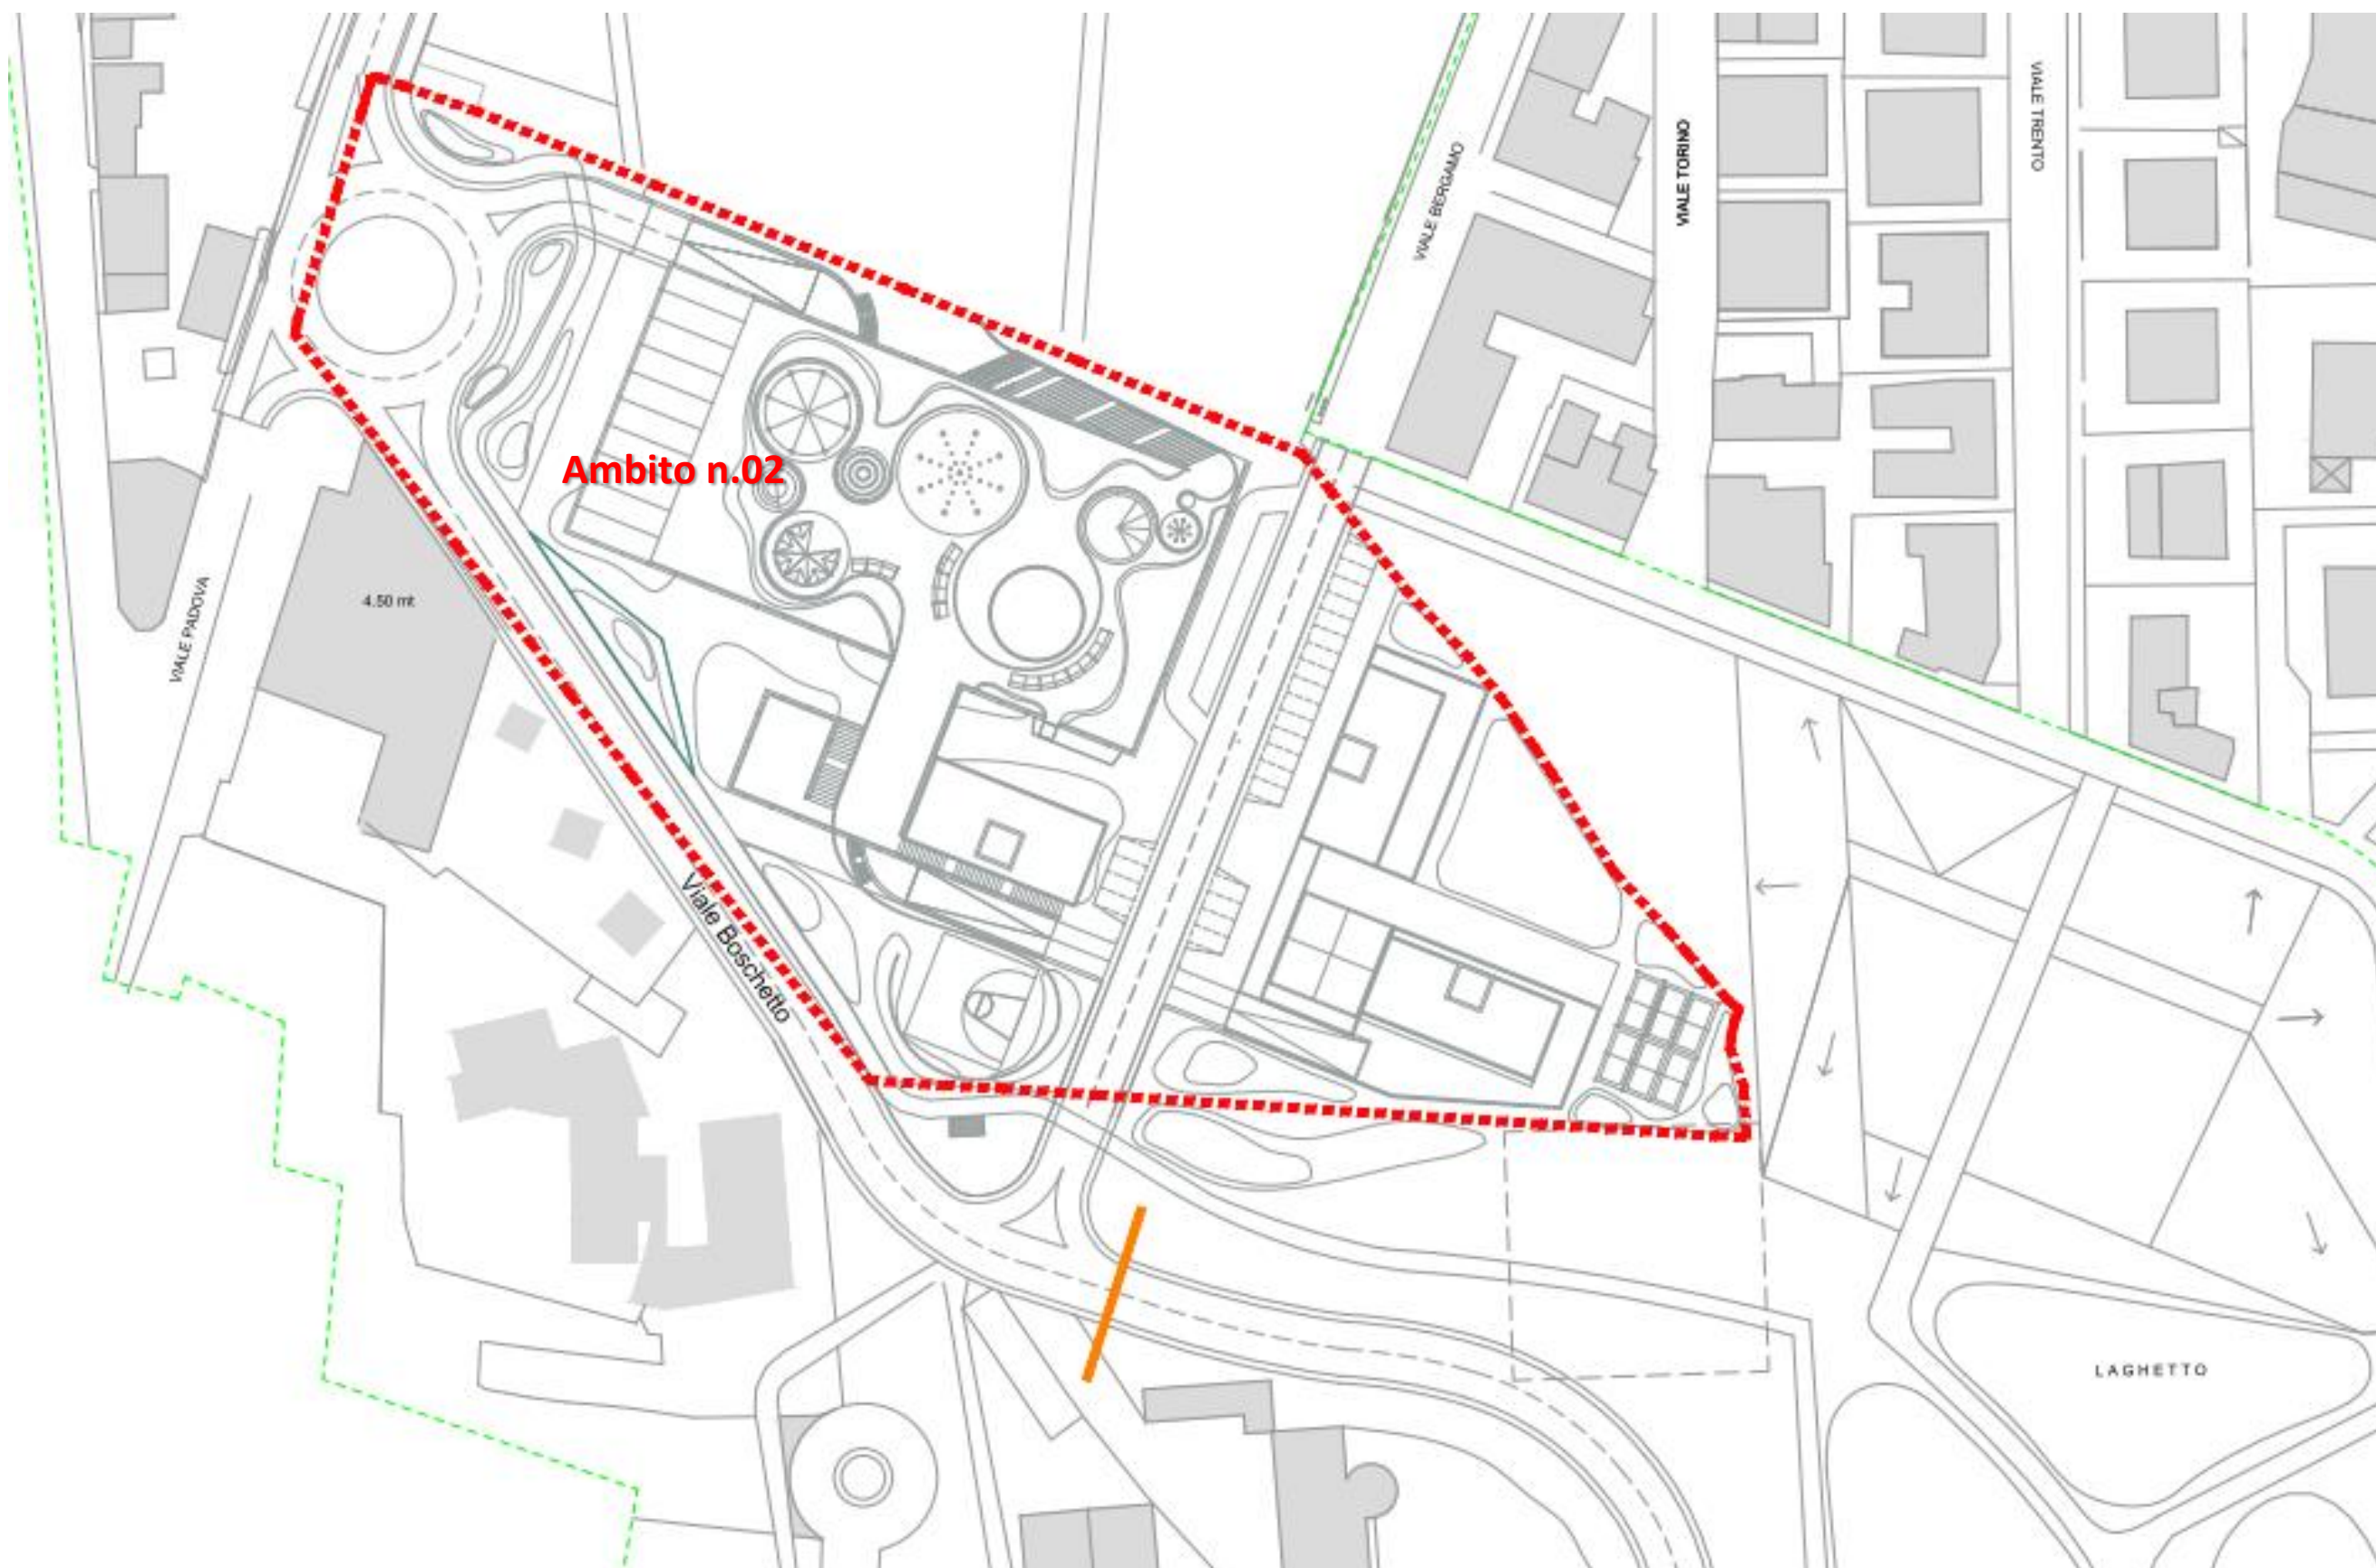 VIALE TRENTO
VIALE TORINO
VIALE BERGAMO
Ambito n.02
4.50 mt
VIALE PADOVA
Viale Boschetto
LAGHETTO